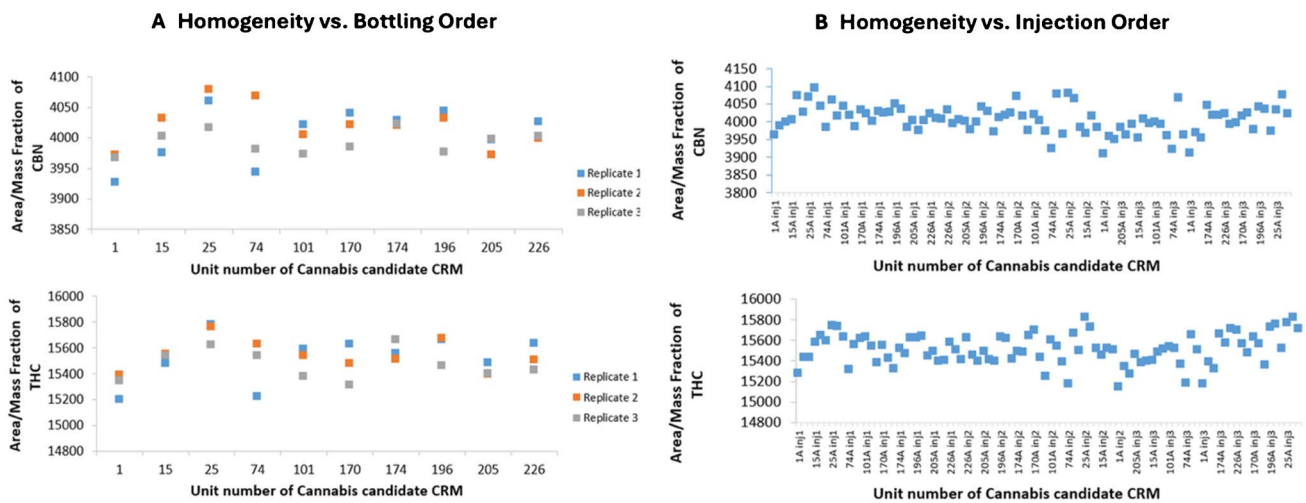 A Homogeneity vs. Bottling Order
Area/Mass Fraction of
CBN
4100
4050
4000
3950
3900
3850
1 15 25 74 101 170 174 196 205 226
Unit number of Cannabis candidate CRM
Replicate 1
Replicate 2
Replicate 3
Area/Mass Fraction of
THC
16000
15800
15600
15400
15200
15000
14800
1 15 25 74 101 170 174 196 205 226
Unit number of Cannabis candidate CRM
Replicate 1
Replicate 2
Replicate 3
B Homogeneity vs. Injection Order
Area/Mass Fraction of
CBN
4150
4100
4050
4000
3950
3900
3850
3800
1A inj1
15A inj1
25A inj1
74A inj1
101A inj1
170A inj1
174A inj1
196A inj1
205A inj1
226A inj1
226A inj2
205A inj2
196A inj2
174A inj2
170A inj2
101A inj2
74A inj2
25A inj2
15A inj2
1A inj2
205A inj3
15A inj3
101A inj3
74A inj3
1A inj3
174A inj3
226A inj3
170A inj3
196A inj3
25A inj3
Unit number of Cannabis candidate CRM
Area/Mass Fraction of
THC
16000
15800
15600
15400
15200
15000
14800
1A inj1
15A inj1
25A inj1
74A inj1
101A inj1
170A inj1
174A inj1
196A inj1
205A inj1
226A inj1
226A inj2
205A inj2
196A inj2
174A inj2
170A inj2
101A inj2
74A inj2
25A inj2
15A inj2
1A inj2
205A inj3
15A inj3
101A inj3
74A inj3
1A inj3
174A inj3
226A inj3
170A inj3
196A inj3
25A inj3
Unit number of Cannabis candidate CRM